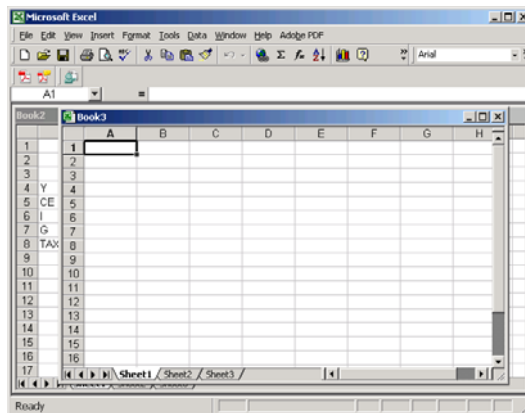 Microsoft Excel
File Edit View Insert Format Tools Data Window Help Adobe PDF
Arial
A1 =
Book2
Book3
A B C D E F G H
1
2
3
4
5
6
7
8
9
10
11
12
13
14
15
16
1
2
3
4 Y
5 CE
6 I
7 G
8 TAX
9
10
11
12
13
14
15
16
17
Sheet1 Sheet2 Sheet3
Ready